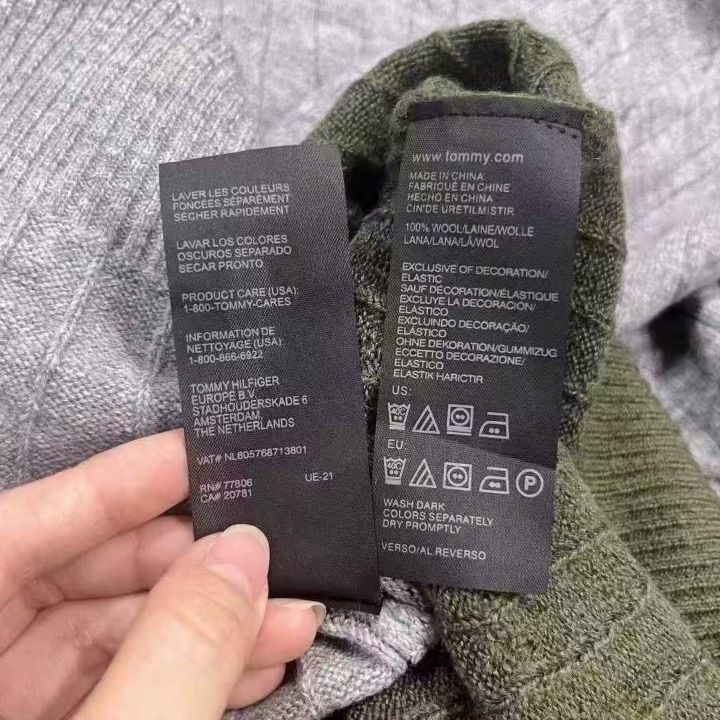 LAVER LES COULEURS
FONCÉES SÉPARÉMENT
SÉCHER RAPIDEMENT
LAVAR LOS COLORES
OSCUROS SEPARADO
SECAR PRONTO
PRODUCT CARE (USA):
1-800-TOMMY-CARES
INFORMATION DE
NETTOYAGE (USA):
1-800-866-6922
TOMMY HILFIGER
EUROPE B.V.
STADHOUDERSKADE 6
AMSTERDAM,
THE NETHERLANDS
VAT# NL805768713801
RN# 77806 UE-21
CA# 20781
www.tommy.com
MADE IN CHINA
FABRIQUÉ EN CHINE
HECHO EN CHINA
CIN'DE URETILMISTIR
100% WOOL/LAINE/WOLLE
LANA/LANA/LÃ/WOL
EXCLUSIVE OF DECORATION/
ELASTIC
SAUF DÉCORATION/ÉLASTIQUE
EXCLUYE LA DECORACIÓN/
ELÁSTICO
EXCLUINDO DECORAÇÃO/
ELÁSTICO
OHNE DEKORATION/GUMMIZUG
ECCETTO DECORAZIONE/
ELASTICO
ELASTIK HARICTIR
US:
40C
EU:
40C
P
WASH DARK
COLORS SEPARATELY
DRY PROMPTLY
VERSO/AL REVERSO